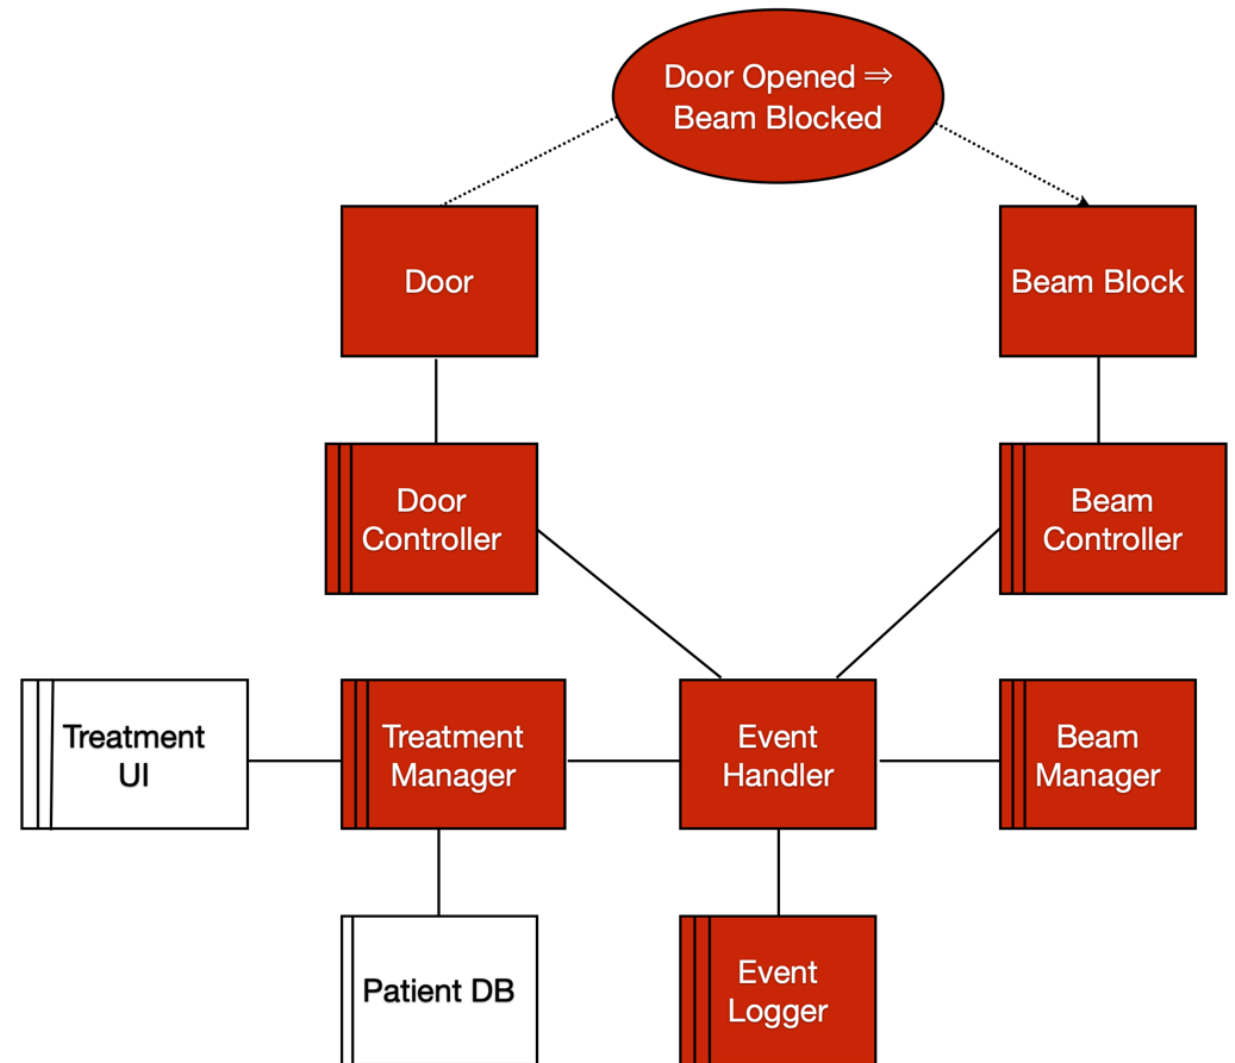 Door Opened ⇒
Beam Blocked
Door
Beam Block
Door
Controller
Beam
Controller
Treatment
UI
Treatment
Manager
Event
Handler
Beam
Manager
Patient DB
Event
Logger